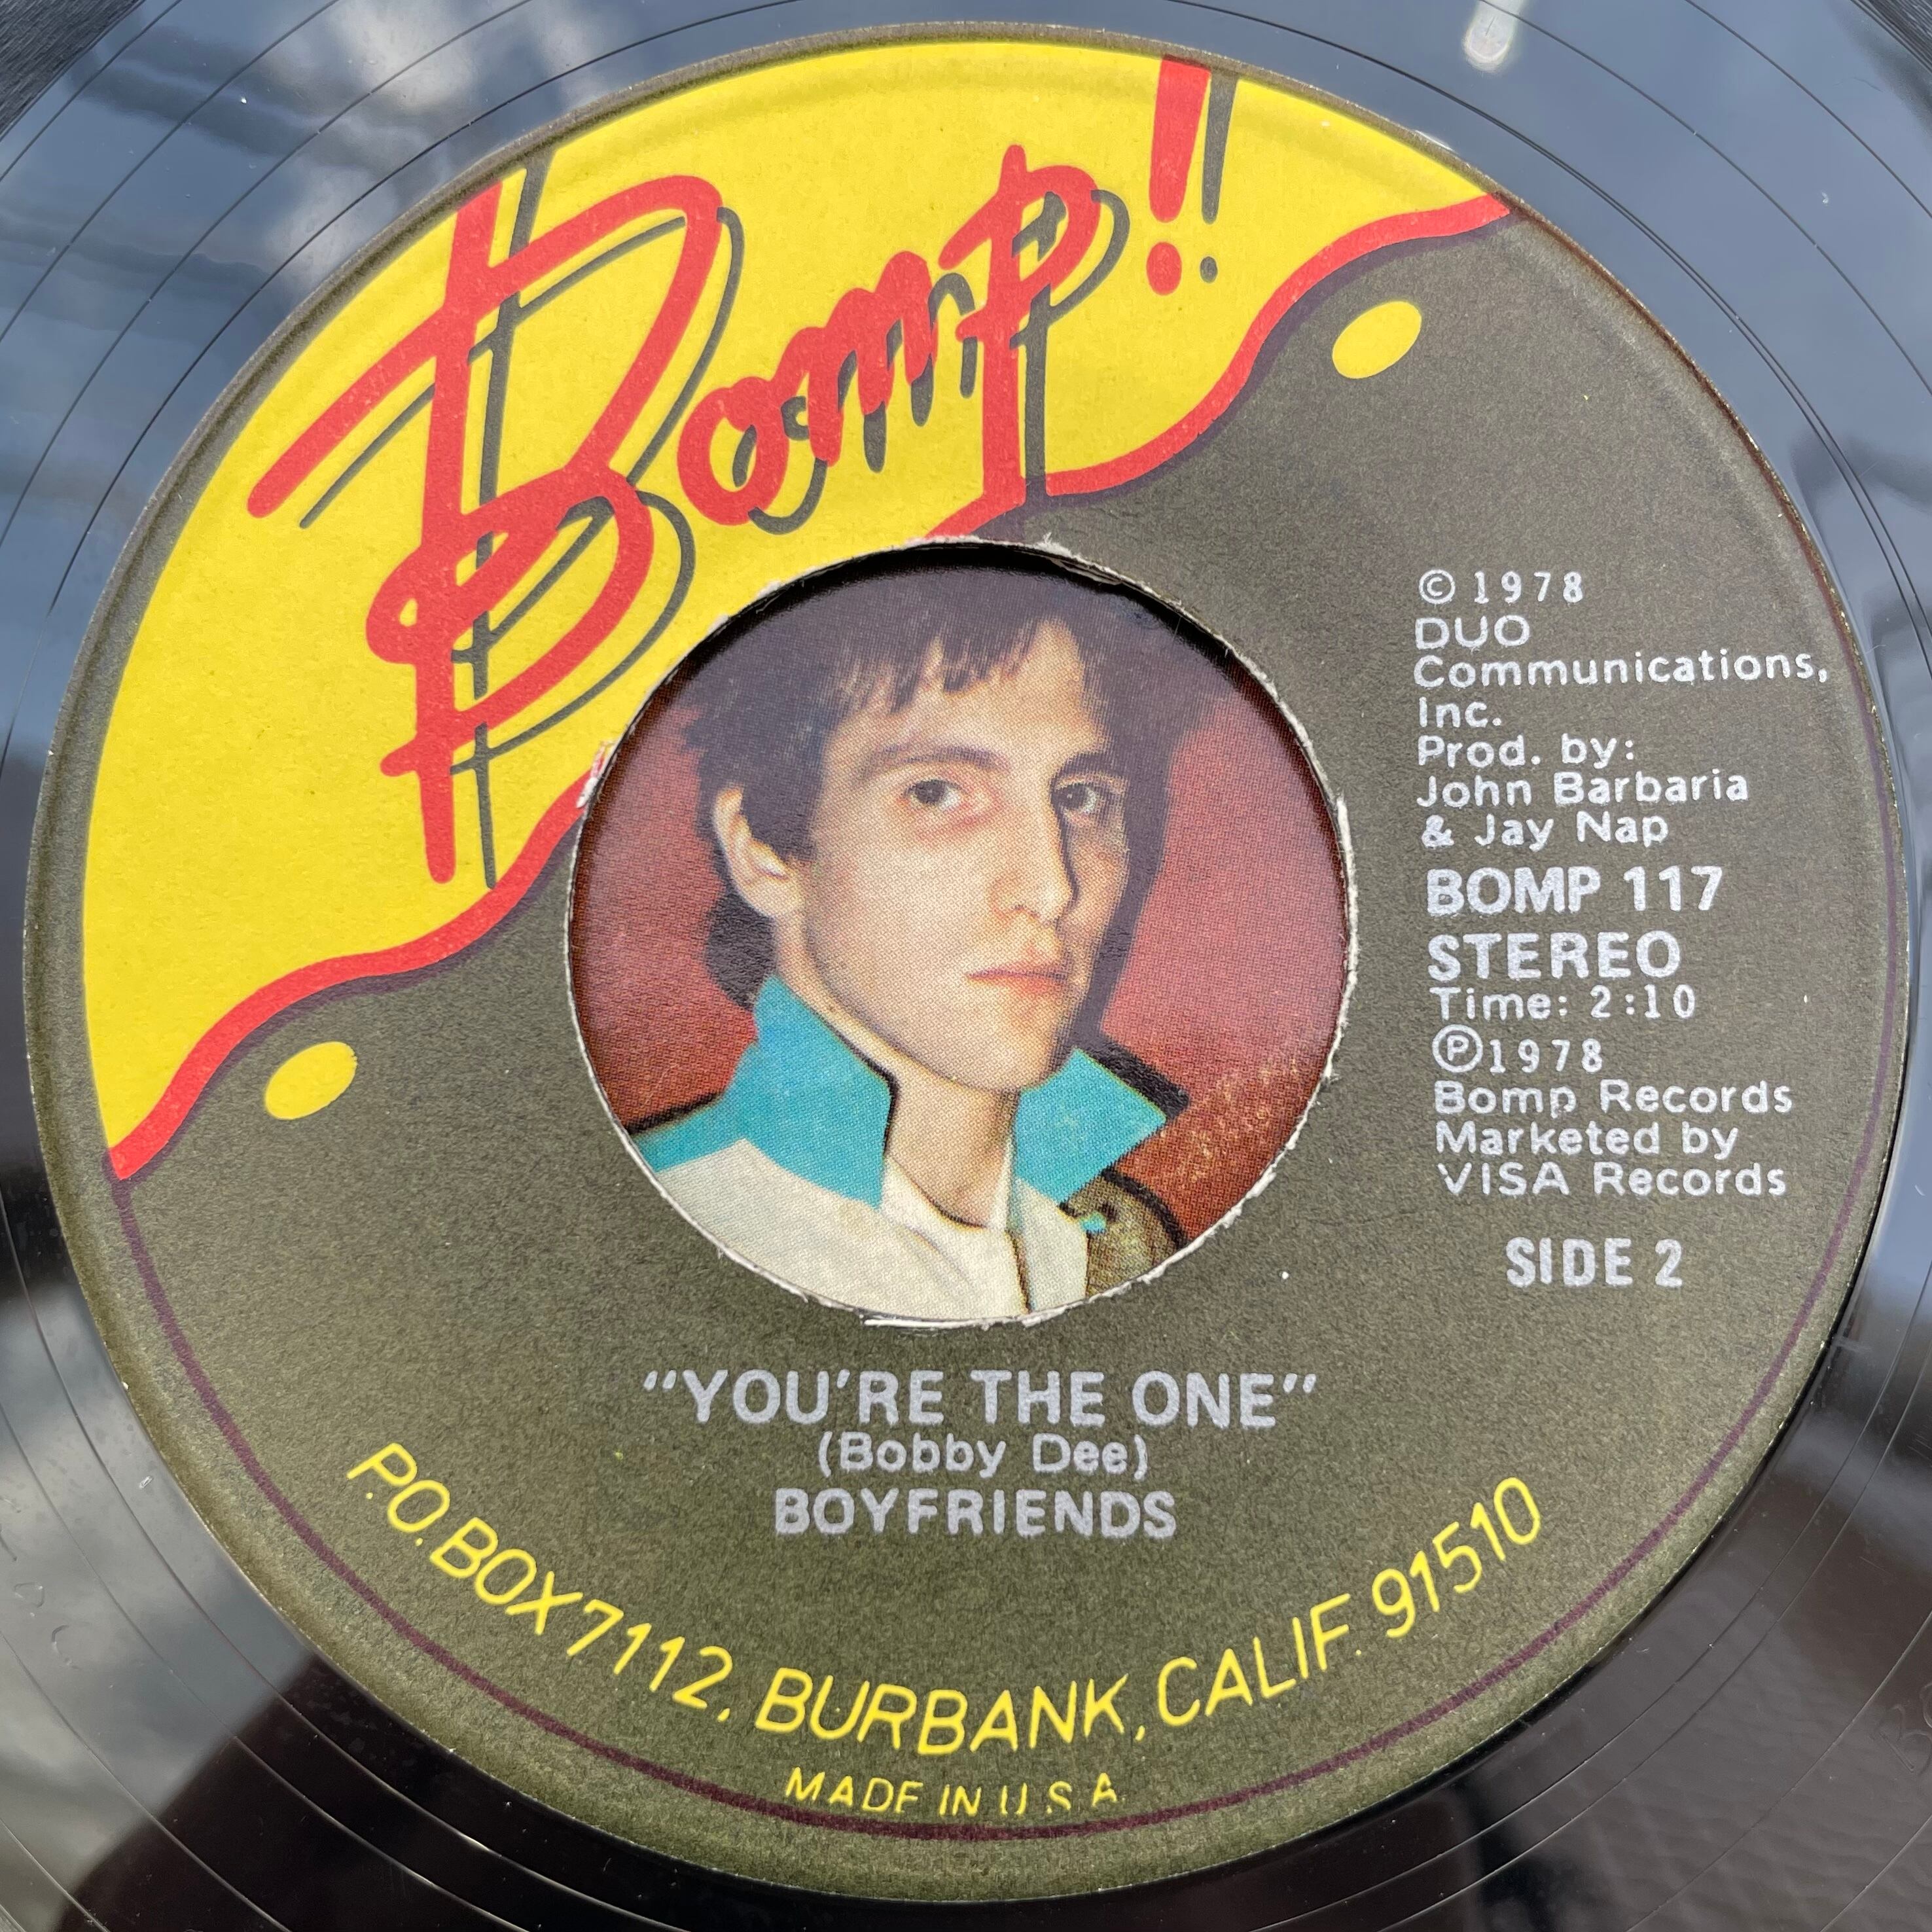 Bomp!
© 1978
DUO
Communications,
Inc.
Prod. by:
John Barbaria
& Jay Nap
BOMP 117
STEREO
Time: 2:10
Ⓟ1978
Bomp Records
Marketed by
VISA Records
SIDE 2
"YOU'RE THE ONE"
(Bobby Dee)
BOYFRIENDS
P.O. BOX 7112, BURBANK, CALIF. 91510
MADE IN U.S.A.